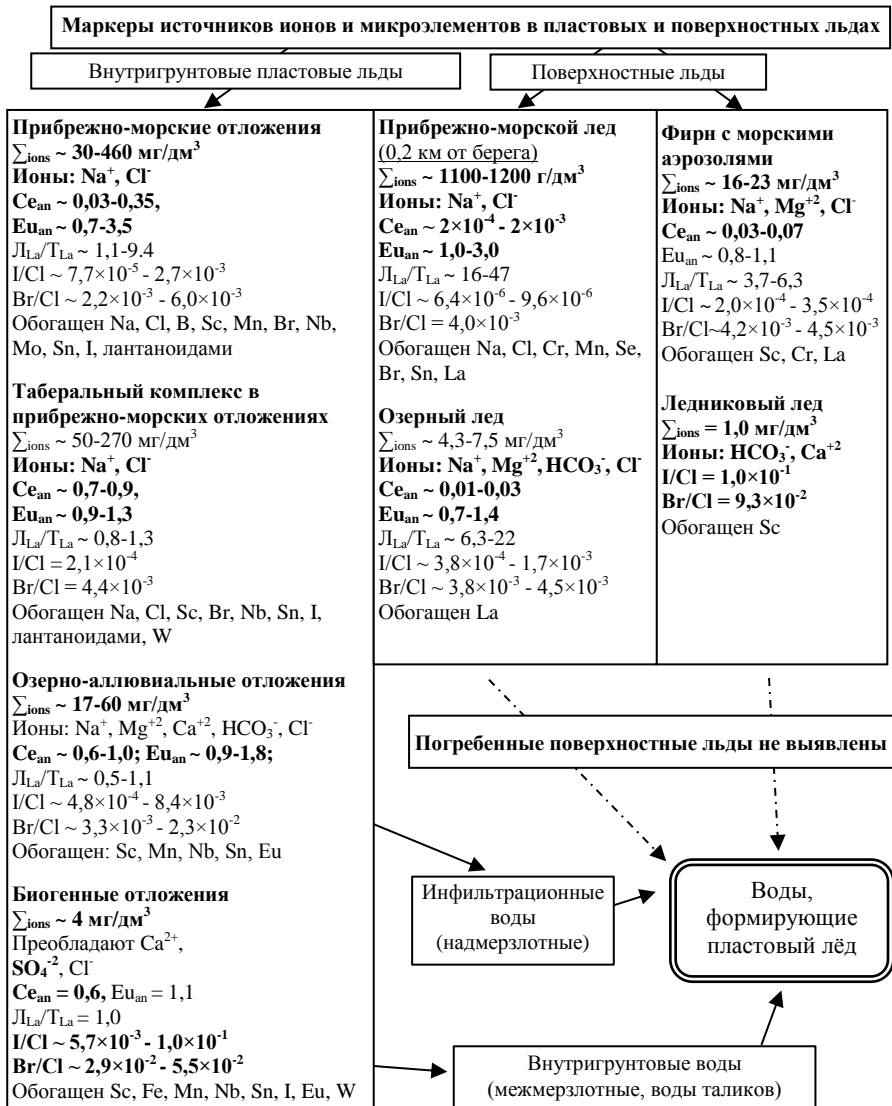 Маркеры источников ионов и микроэлементов в пластовых и поверхностных льдах
Внутригрунтовые пластовые льды
Поверхностные льды
Прибрежно-морские отложения
∑ions ~ 30-460 мг/дм³
Ионы: Na⁺, Cl⁻
Cean ~ 0,03-0,35,
Euan ~ 0,7-3,5
ЛLa/TLa ~ 1,1-9.4
I/Cl ~ 7,7×10⁻⁵ - 2,7×10⁻³
Br/Cl ~ 2,2×10⁻³ - 6,0×10⁻³
Обогащен Na, Cl, B, Sc, Mn, Br, Nb,
Mo, Sn, I, лантаноидами
Таберальный комплекс в
прибрежно-морских отложениях
∑ions ~ 50-270 мг/дм³
Ионы: Na⁺, Cl⁻
Cean ~ 0,7-0,9,
Euan ~ 0,9-1,3
ЛLa/TLa ~ 0,8-1,3
I/Cl = 2,1×10⁻⁴
Br/Cl = 4,4×10⁻³
Обогащен Na, Cl, Sc, Br, Nb, Sn, I,
лантаноидами, W
Озерно-аллювиальные отложения
∑ions ~ 17-60 мг/дм³
Ионы: Na⁺, Mg⁺², Ca⁺², HCO₃⁻, Cl⁻
Cean ~ 0,6-1,0; Euan ~ 0,9-1,8;
ЛLa/TLa ~ 0,5-1,1
I/Cl ~ 4,8×10⁻⁴ - 8,4×10⁻³
Br/Cl ~ 3,3×10⁻³ - 2,3×10⁻²
Обогащен: Sc, Mn, Nb, Sn, Eu
Биогенные отложения
∑ions ~ 4 мг/дм³
Преобладают Ca²⁺,
SO₄⁻², Cl⁻
Cean = 0,6, Euan = 1,1
ЛLa/TLa = 1,0
I/Cl ~ 5,7×10⁻³ - 1,0×10⁻¹
Br/Cl ~ 2,9×10⁻² - 5,5×10⁻²
Обогащен Sc, Fe, Mn, Nb, Sn, I, Eu, W
Прибрежно-морской лед
(0,2 км от берега)
∑ions ~ 1100-1200 г/дм³
Ионы: Na⁺, Cl⁻
Cean ~ 2×10⁻⁴ - 2×10⁻³
Euan ~ 1,0-3,0
ЛLa/TLa ~ 16-47
I/Cl ~ 6,4×10⁻⁶ - 9,6×10⁻⁶
Br/Cl = 4,0×10⁻³
Обогащен Na, Cl, Cr, Mn, Se,
Br, Sn, La
Озерный лед
∑ions ~ 4,3-7,5 мг/дм³
Ионы: Na⁺, Mg⁺², HCO₃⁻, Cl⁻
Cean ~ 0,01-0,03
Euan ~ 0,7-1,4
ЛLa/TLa ~ 6,3-22
I/Cl ~ 3,8×10⁻⁴ - 1,7×10⁻³
Br/Cl ~ 3,8×10⁻³ - 4,5×10⁻³
Обогащен La
Фирн с морскими
аэрозолями
∑ions ~ 16-23 мг/дм³
Ионы: Na⁺, Mg⁺², Cl⁻
Cean ~ 0,03-0,07
Euan ~ 0,8-1,1
ЛLa/TLa ~ 3,7-6,3
I/Cl ~ 2,0×10⁻⁴ - 3,5×10⁻⁴
Br/Cl~4,2×10⁻³ - 4,5×10⁻³
Обогащен Sc, Cr, La
Ледниковый лед
∑ions = 1,0 мг/дм³
Ионы: HCO₃⁻, Ca⁺²
I/Cl = 1,0×10⁻¹
Br/Cl = 9,3×10⁻²
Обогащен Sc
Погребенные поверхностные льды не выявлены
Инфильтрационные
воды
(надмерзлотные)
Воды,
формирующие
пластовый лёд
Внутригрунтовые воды
(межмерзлотные, воды таликов)